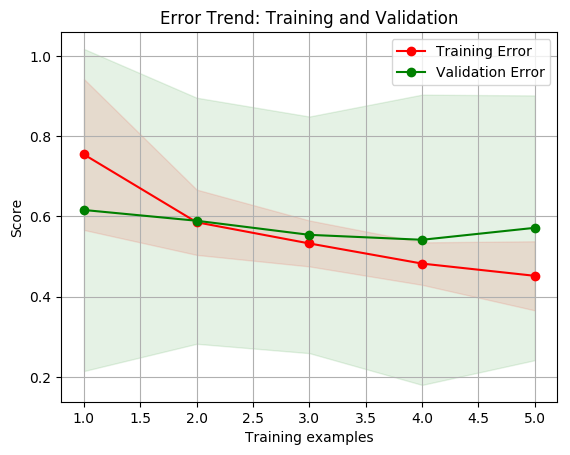 Error Trend: Training and Validation
Training Error
Validation Error
Score
1.0
0.8
0.6
0.4
0.2
1.0 1.5 2.0 2.5 3.0 3.5 4.0 4.5 5.0
Training examples